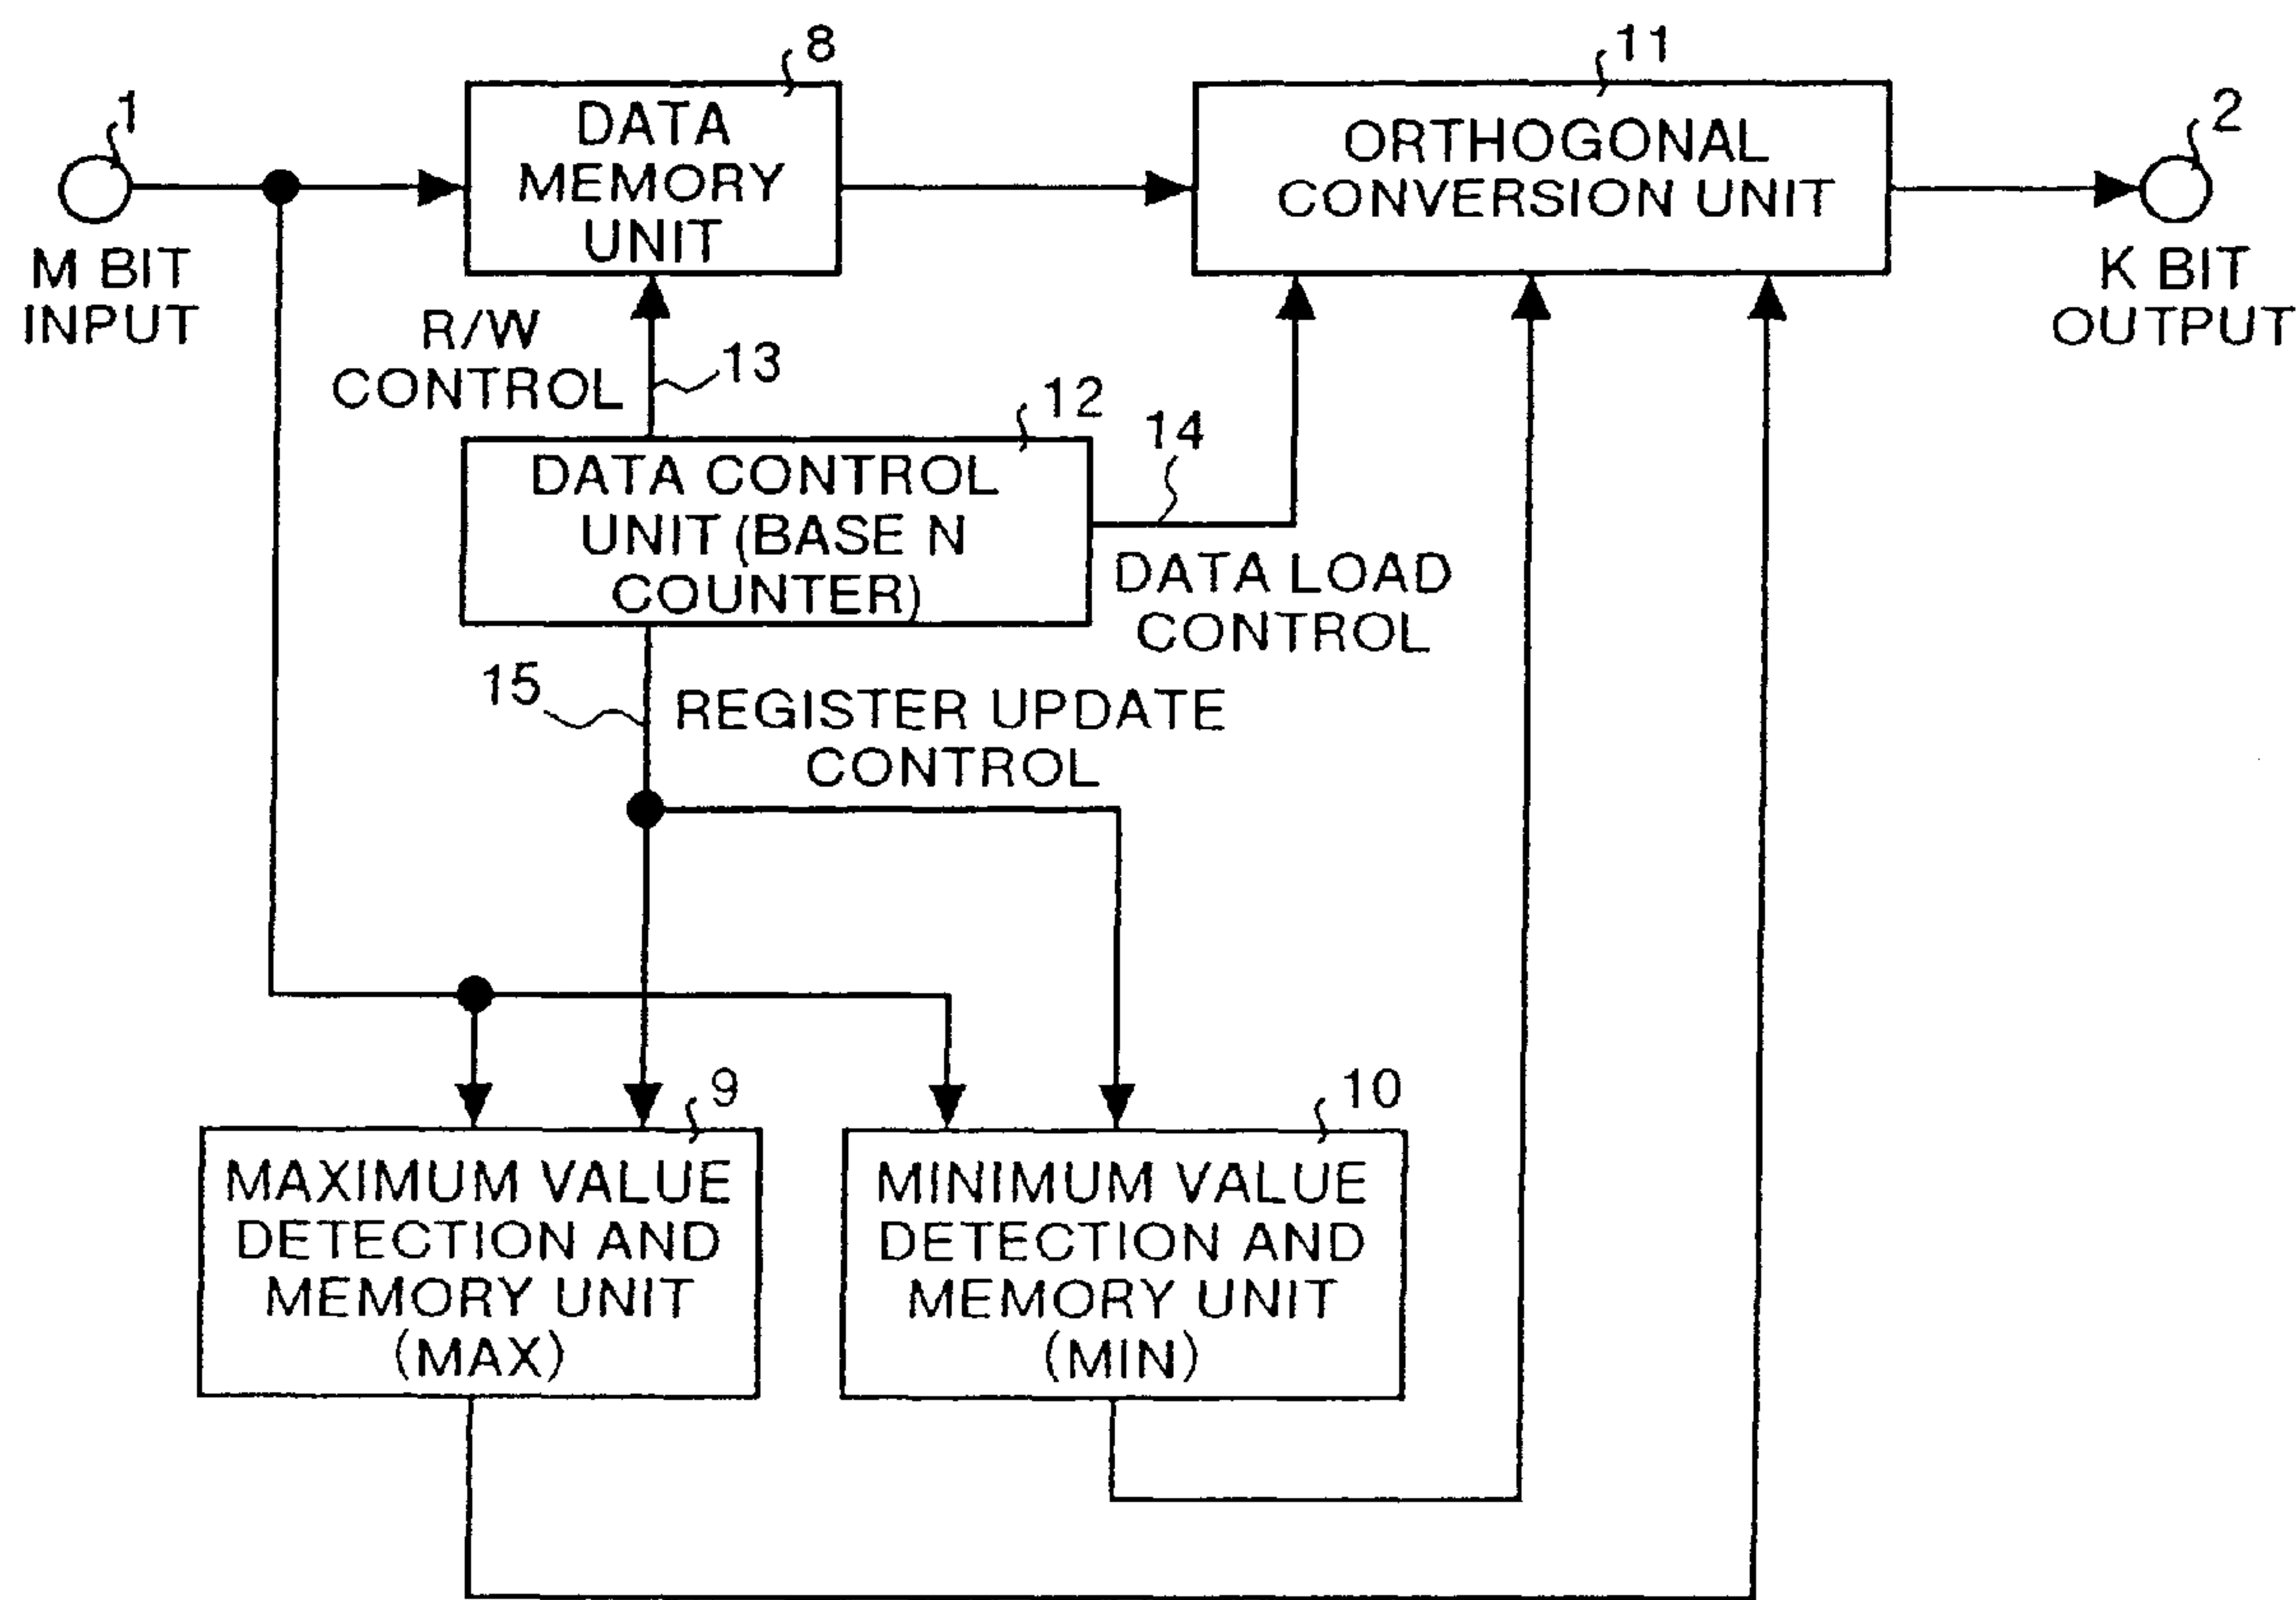 8
11
1
DATA
MEMORY
UNIT
ORTHOGONAL
CONVERSION UNIT
2
M BIT
INPUT
K BIT
OUTPUT
R/W
CONTROL
13
12
14
DATA CONTROL
UNIT (BASE N
COUNTER)
DATA LOAD
CONTROL
15
REGISTER UPDATE
CONTROL
9
10
MAXIMUM VALUE
DETECTION AND
MEMORY UNIT
(MAX)
MINIMUM VALUE
DETECTION AND
MEMORY UNIT
(MIN)